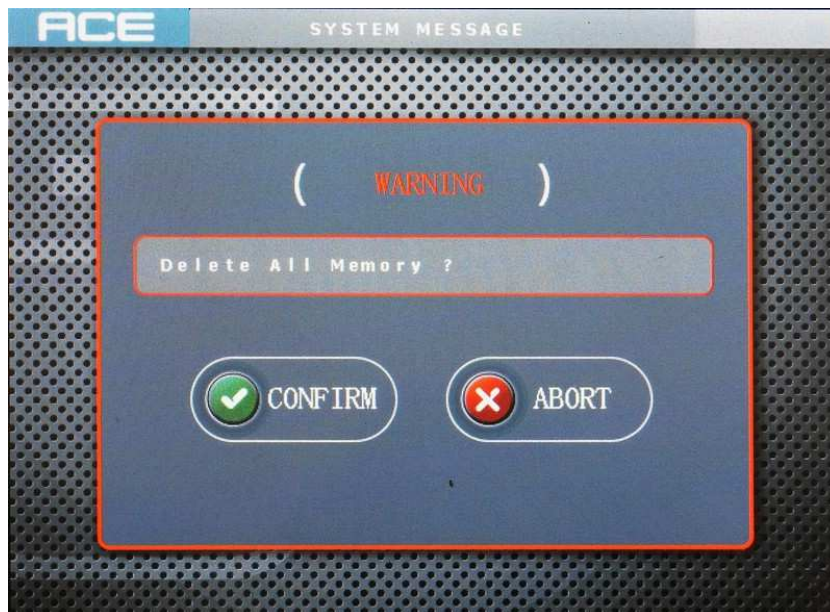 ACE
SYSTEM MESSAGE
( WARNING )
Delete All Memory ?
CONFIRM
ABORT